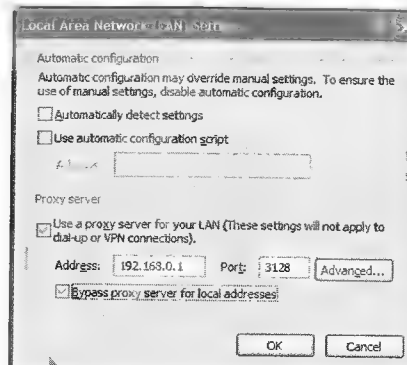 Local Area Network (LAN)
Automatic configuration
Automatic configuration may override manual settings. To ensure the
use of manual settings, disable automatic configuration.
Automatically detect settings
Use automatic configuration script
Proxy server
Use a proxy server for your LAN (These settings will not apply to
dial-up or VPN connections).
Address: 192.168.0.1 Port: 3128 Advanced...
Bypass proxy server for local addresses
OK Cancel